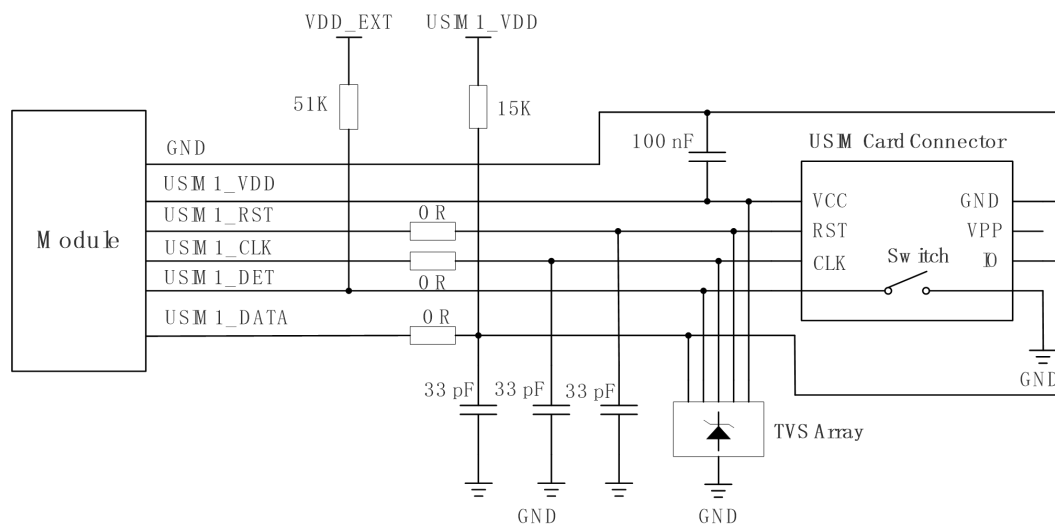 VDD_EXT USIM1_VDD
51K 15K
100 nF USIM Card Connector
GND
USIM1_VDD
USIM1_RST 0R
USIM1_CLK
USIM1_DET 0R
USIM1_DATA 0R
Module
VCC GND
RST VPP
CLK IO
Switch
GND
33 pF 33 pF 33 pF
TVS Array
GND GND